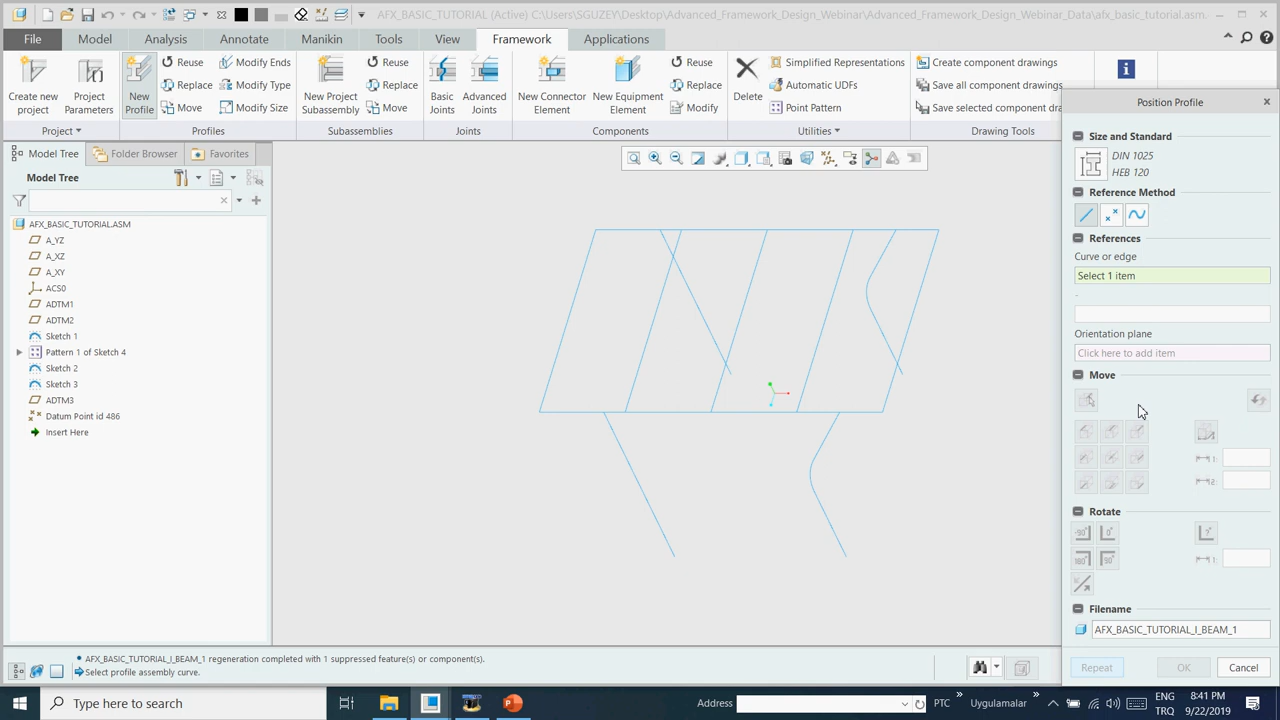 AFX_BASIC_TUTORIAL (Active) C:\Users\SGUZEY\Desktop\Advanced_Framework_Design_Webinar\Advanced_Framework_Design_Webinar_Data\afx_basic_tutorial.asm
File Model Analysis Annotate Manikin Tools View Framework Applications
Create new project
Project Parameters
Project
New Profile
Reuse
Replace
Move
Modify Ends
Modify Type
Modify Size
Profiles
New Project Subassembly
Reuse
Replace
Move
Subassemblies
Basic Joints
Advanced Joints
Joints
New Connector Element
New Equipment Element
Reuse
Replace
Modify
Components
Delete
Simplified Representations
Automatic UDFs
Point Pattern
Utilities
Create component drawings
Save all component drawings
Save selected component dra
Drawing Tools
Model Tree Folder Browser Favorites
Model Tree
AFX_BASIC_TUTORIAL.ASM
A_YZ
A_XZ
A_XY
ACS0
ADTM1
ADTM2
Sketch 1
Pattern 1 of Sketch 4
Sketch 2
Sketch 3
ADTM3
Datum Point id 486
Insert Here
Position Profile
Size and Standard
DIN 1025
HEB 120
Reference Method
References
Curve or edge
Select 1 item
-
Orientation plane
Click here to add item
Move
1:
2:
Rotate
-90° 0° ?
180° 90° 1:
Filename
AFX_BASIC_TUTORIAL_I_BEAM_1
Repeat OK Cancel
• AFX_BASIC_TUTORIAL_I_BEAM_1 regeneration completed with 1 suppressed feature(s) or component(s).
Select profile assembly curve.
Type here to search
Address
PTC » Uygulamalar »
ENG 8:41 PM
TRQ 9/22/2019